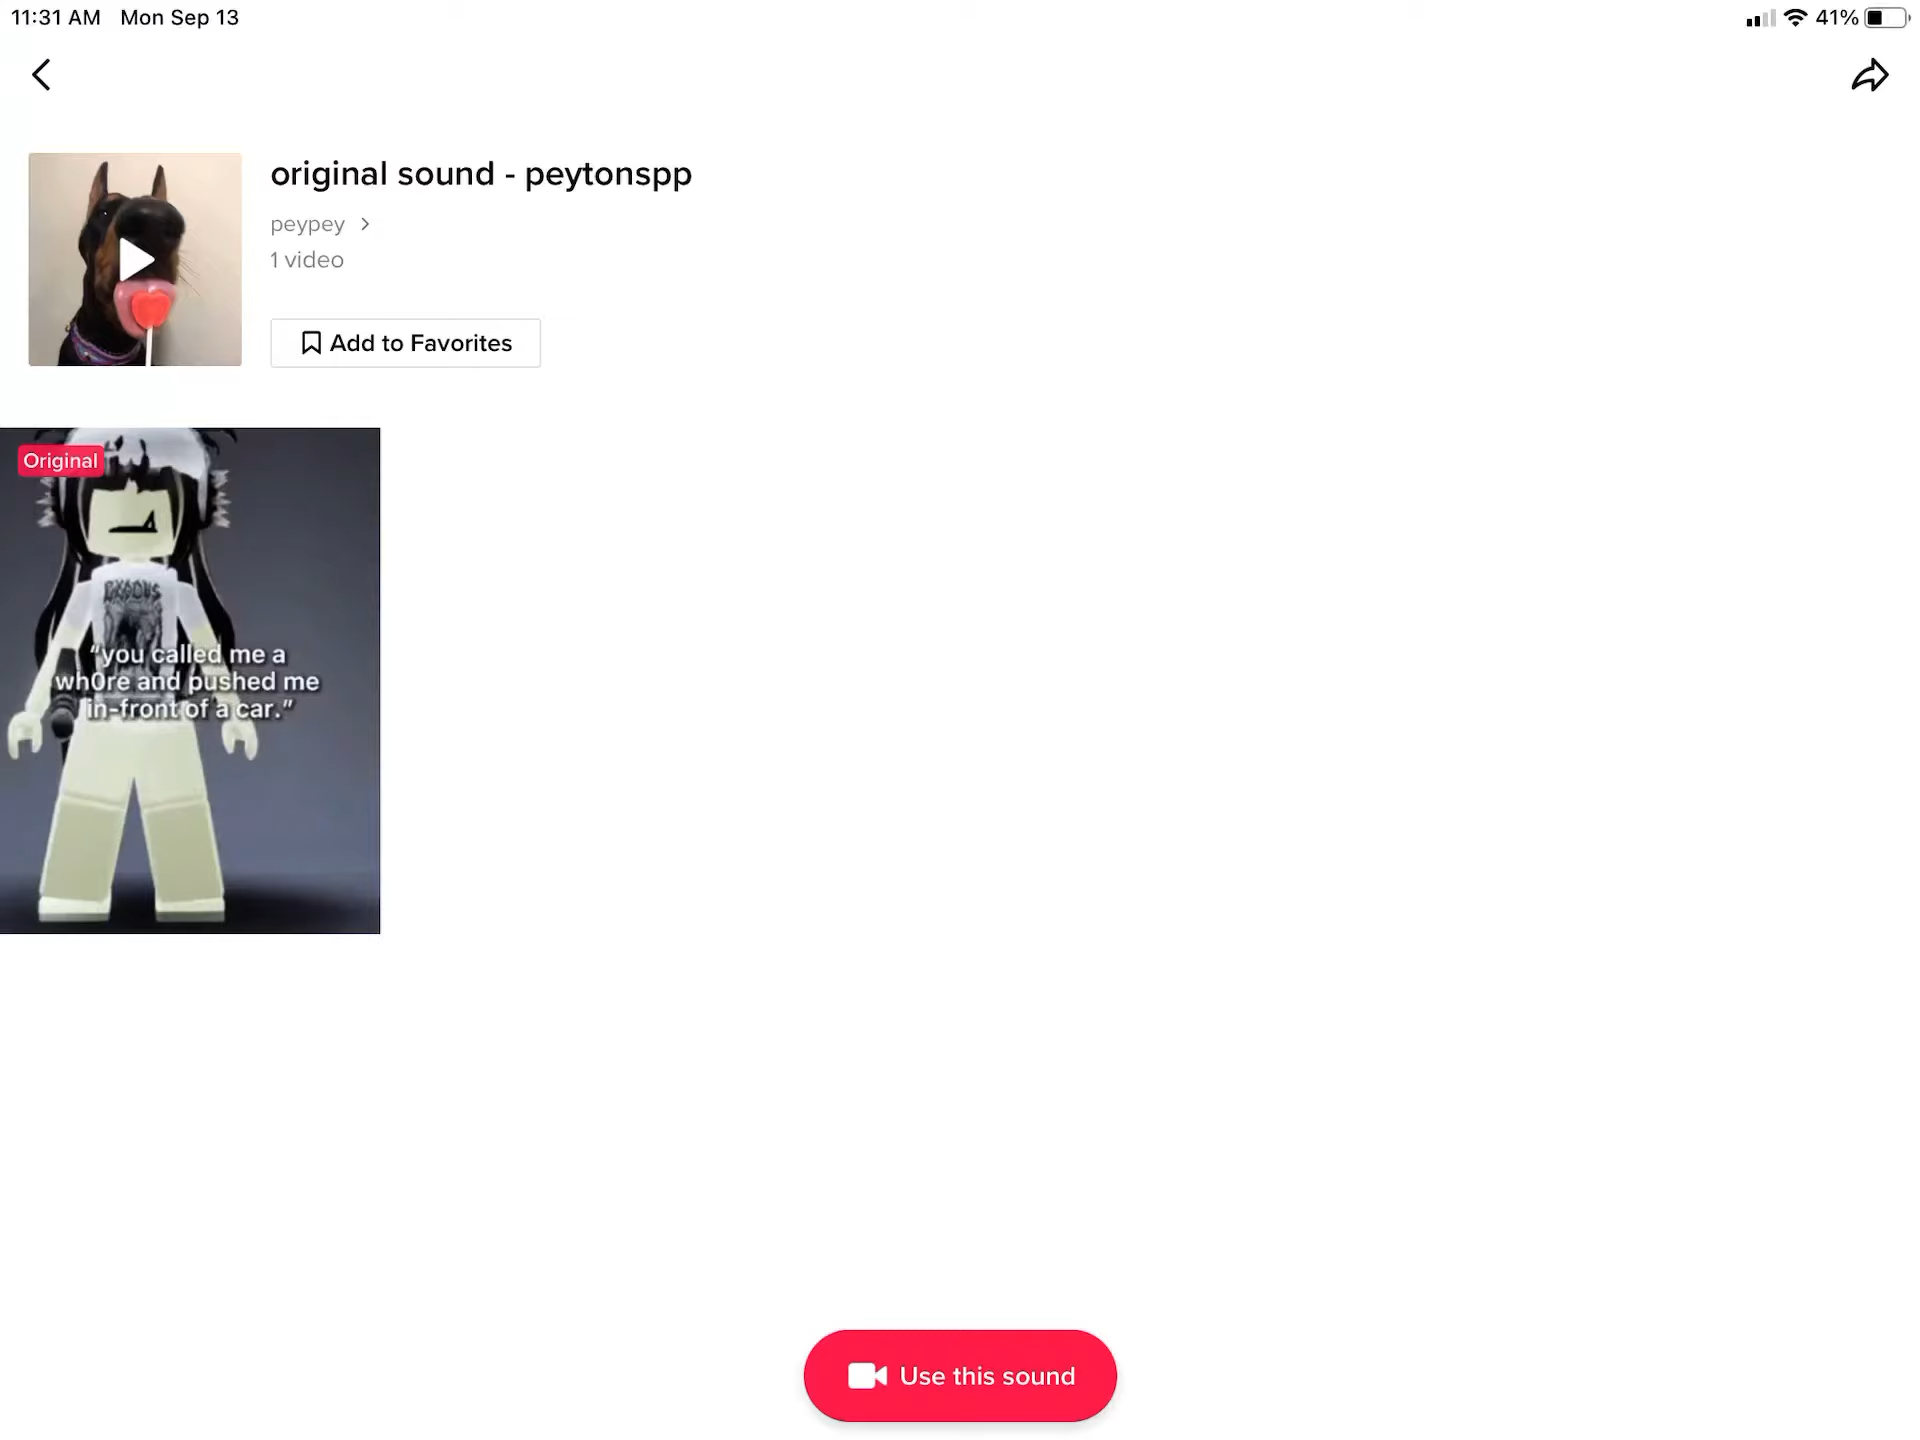 11:31 AM Mon Sep 13
41%
original sound - peytonspp
peypey
1 video
Add to Favorites
Original
EXODUS
"you called me a
wh0re and pushed me
in-front of a car."
Use this sound